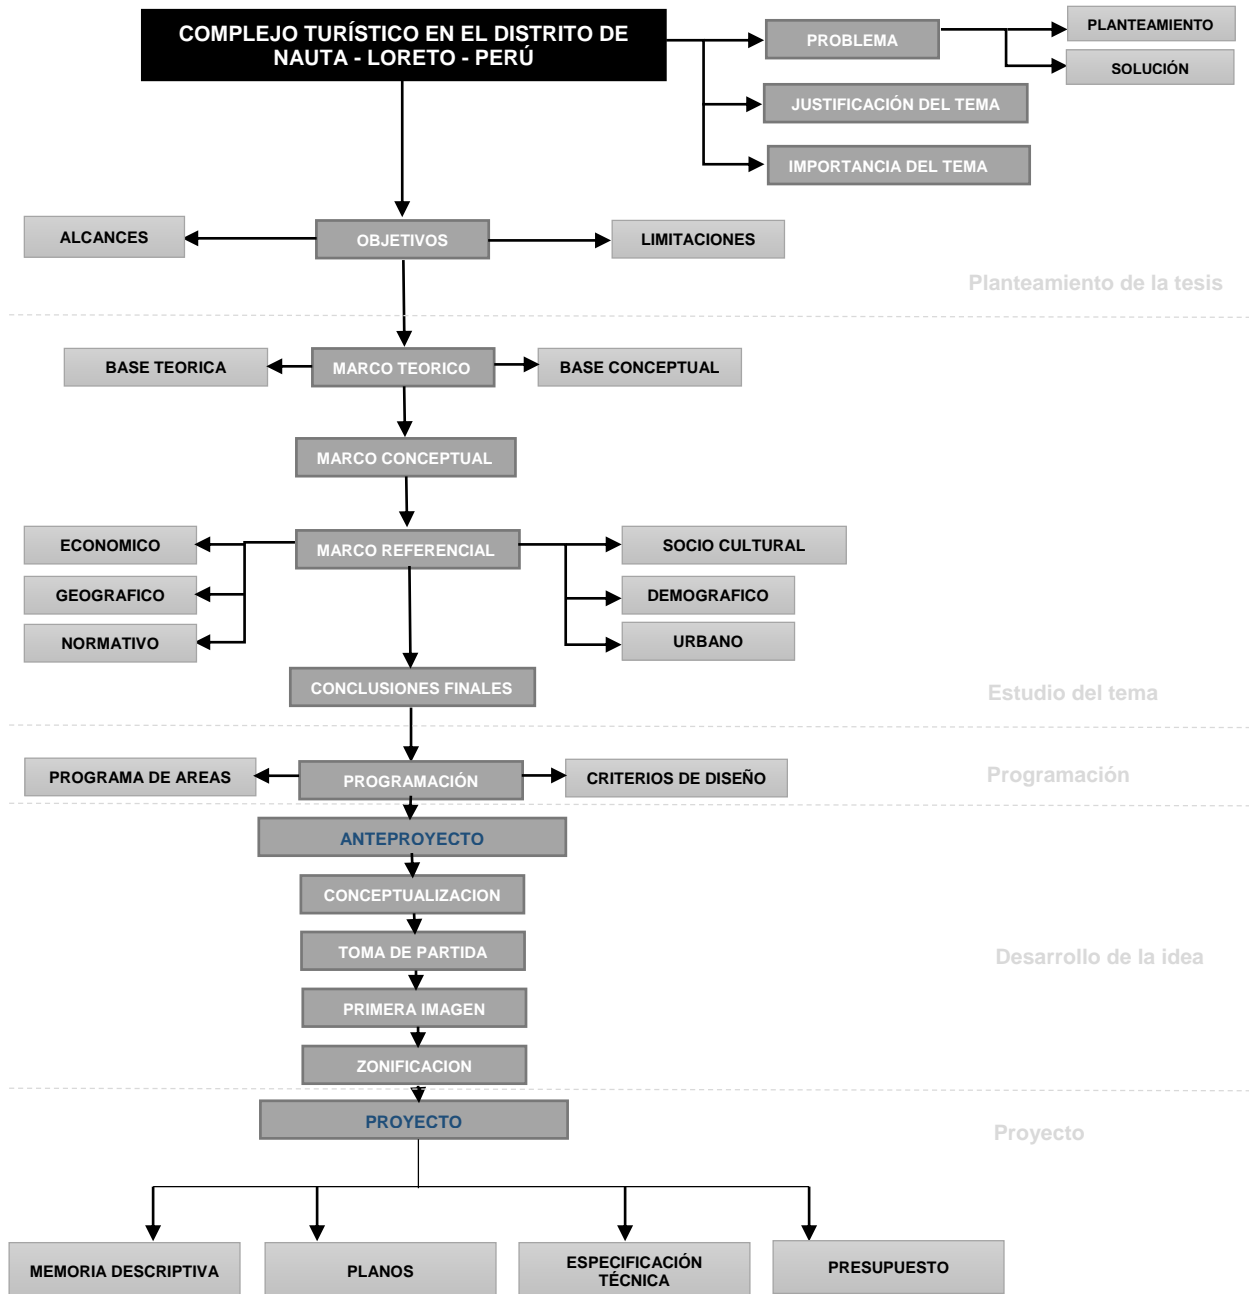 COMPLEJO TURÍSTICO EN EL DISTRITO DE
NAUTA - LORETO - PERÚ
PROBLEMA
PLANTEAMIENTO
SOLUCIÓN
JUSTIFICACIÓN DEL TEMA
IMPORTANCIA DEL TEMA
ALCANCES
OBJETIVOS
LIMITACIONES
Planteamiento de la tesis
BASE TEORICA
MARCO TEORICO
BASE CONCEPTUAL
MARCO CONCEPTUAL
ECONOMICO
MARCO REFERENCIAL
SOCIO CULTURAL
GEOGRAFICO
DEMOGRAFICO
NORMATIVO
URBANO
CONCLUSIONES FINALES
Estudio del tema
PROGRAMA DE AREAS
PROGRAMACIÓN
CRITERIOS DE DISEÑO
Programación
ANTEPROYECTO
CONCEPTUALIZACION
TOMA DE PARTIDA
Desarrollo de la idea
PRIMERA IMAGEN
ZONIFICACION
PROYECTO
Proyecto
MEMORIA DESCRIPTIVA
PLANOS
ESPECIFICACIÓN
TÉCNICA
PRESUPUESTO